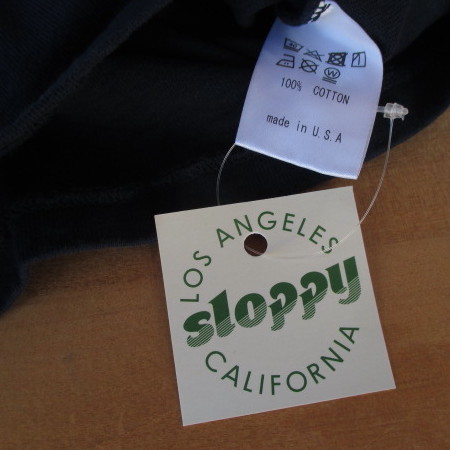 100% COTTON
made in U.S.A
LOS ANGELES
sloppy
CALIFORNIA